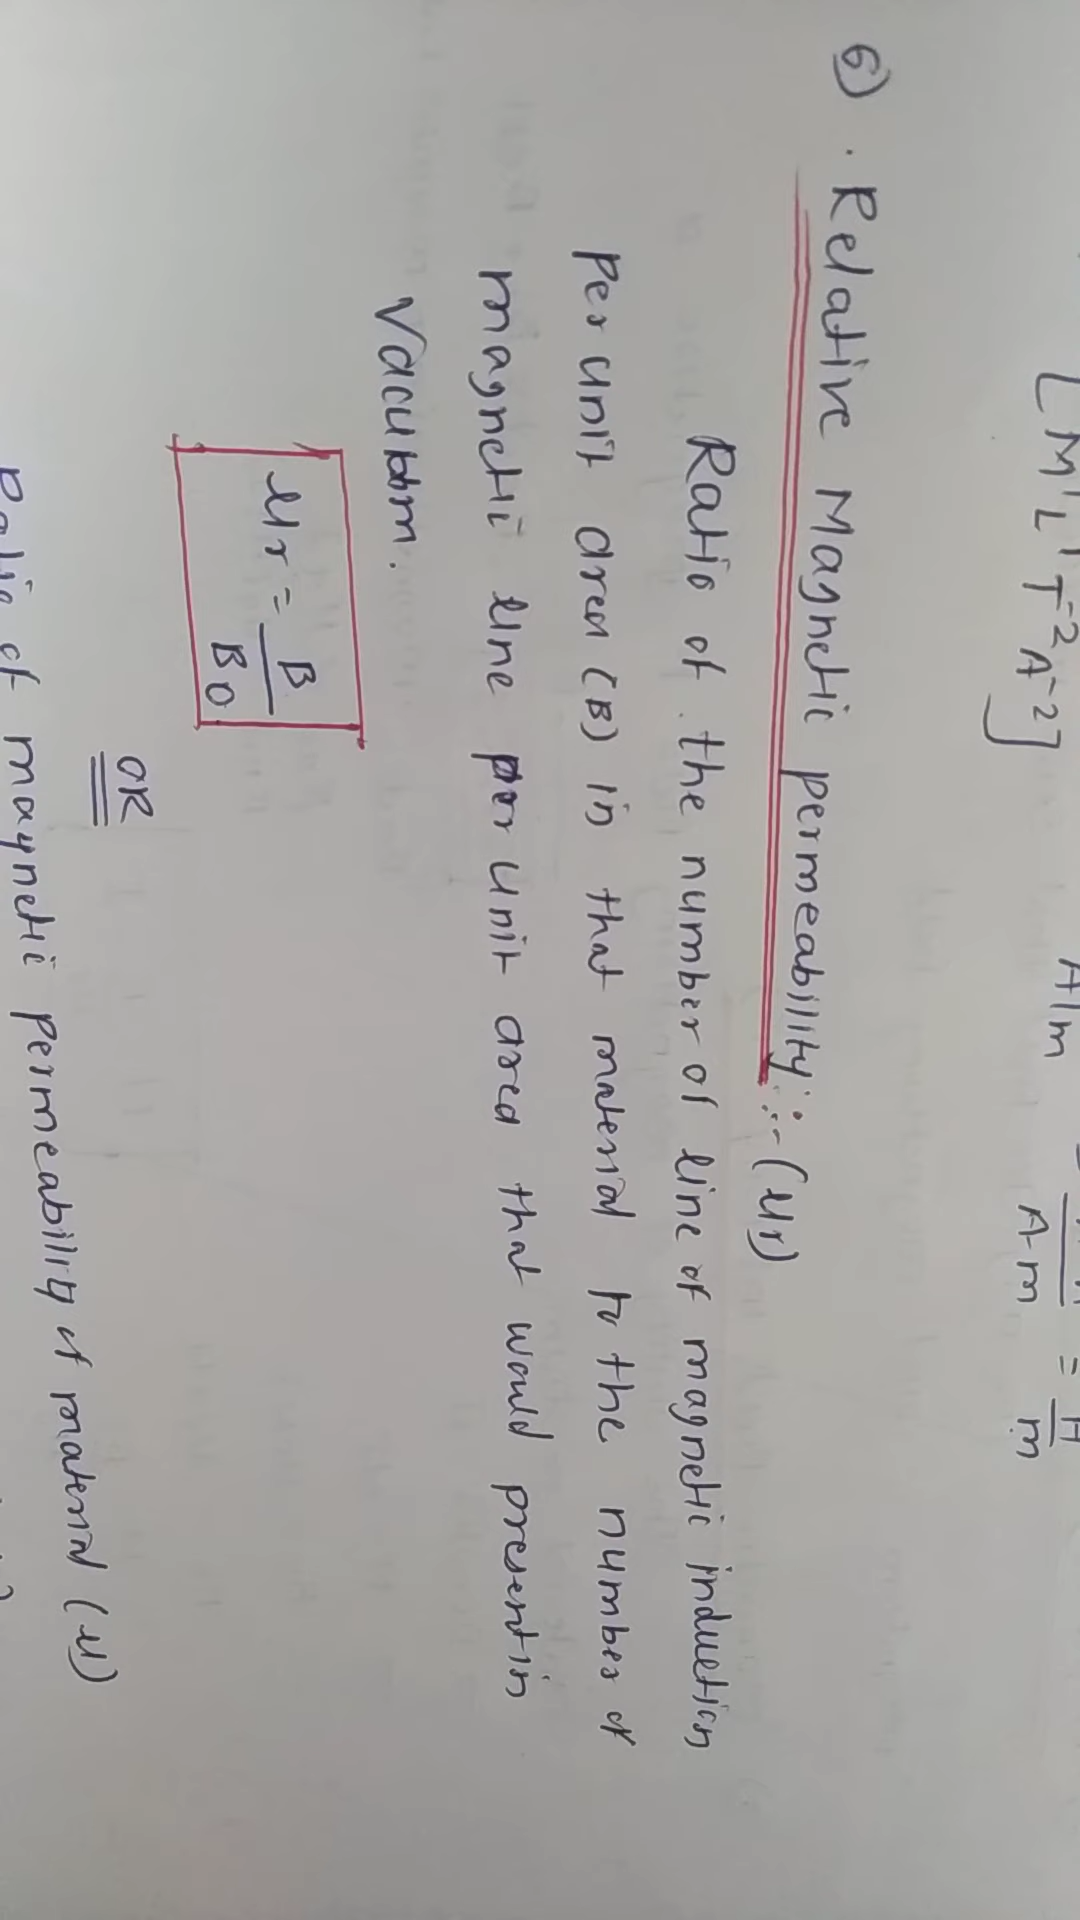 [M¹L¹T⁻²A⁻²]
A/m
A m
= A/m
6) . Relative Magnetic permeability :- (μr)
Ratio of the number of line of magnetic induction
per unit area (B) in that material to the number of
magnetic line per unit area that would present in
Vacuum.
μr = B/B0
OR
Ratio of magnetic permeability of material (μ)